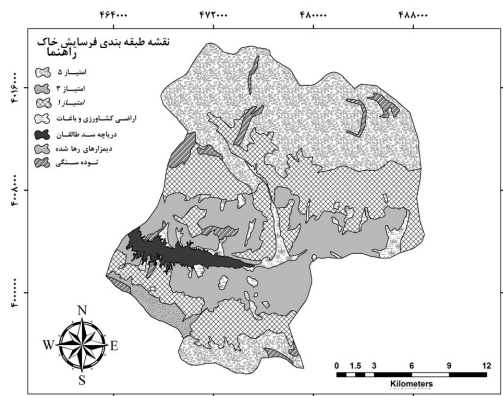 ۴۶۴۰۰۰ ۴۷۲۰۰۰ ۴۸۰۰۰۰ ۴۸۸۰۰۰
نقشه طبقه بندی فرسایش خاک
راهنما
امتیاز ۵
امتیاز ۳
امتیاز ۱
اراضی کشاورزی و باغات
دریاچه سد طالقان
دیمزارهای رها شده
توده سنگی
۴۰۱۶۰۰۰
۴۰۰۸۰۰۰
۴۰۰۰۰۰۰
N
W E
S
0 1.5 3 6 9 12
Kilometers